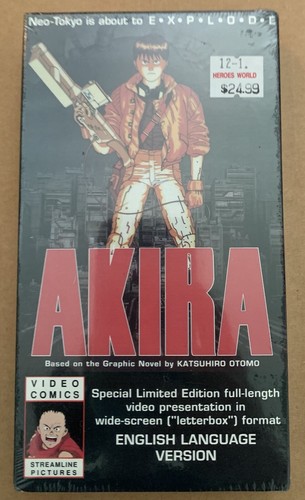 Neo-Tokyo is about to E•X•P•L•O•D•E
12-1.
HEROES WORLD
$24.99
AKIRA
Based on the Graphic Novel by KATSUHIRO OTOMO
VIDEO
COMICS
STREAMLINE
PICTURES
Special Limited Edition full-length
video presentation in
wide-screen ("letterbox") format
ENGLISH LANGUAGE
VERSION